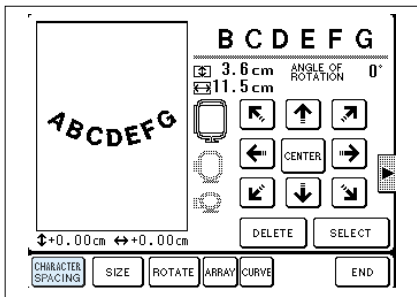 B C D E F G
3.6cm ANGLE OF ROTATION 0°
11.5cm
ABCDEFG
CENTER
DELETE SELECT
↕+0.00cm ↔+0.00cm
CHARACTER SPACING SIZE ROTATE ARRAY CURVE END